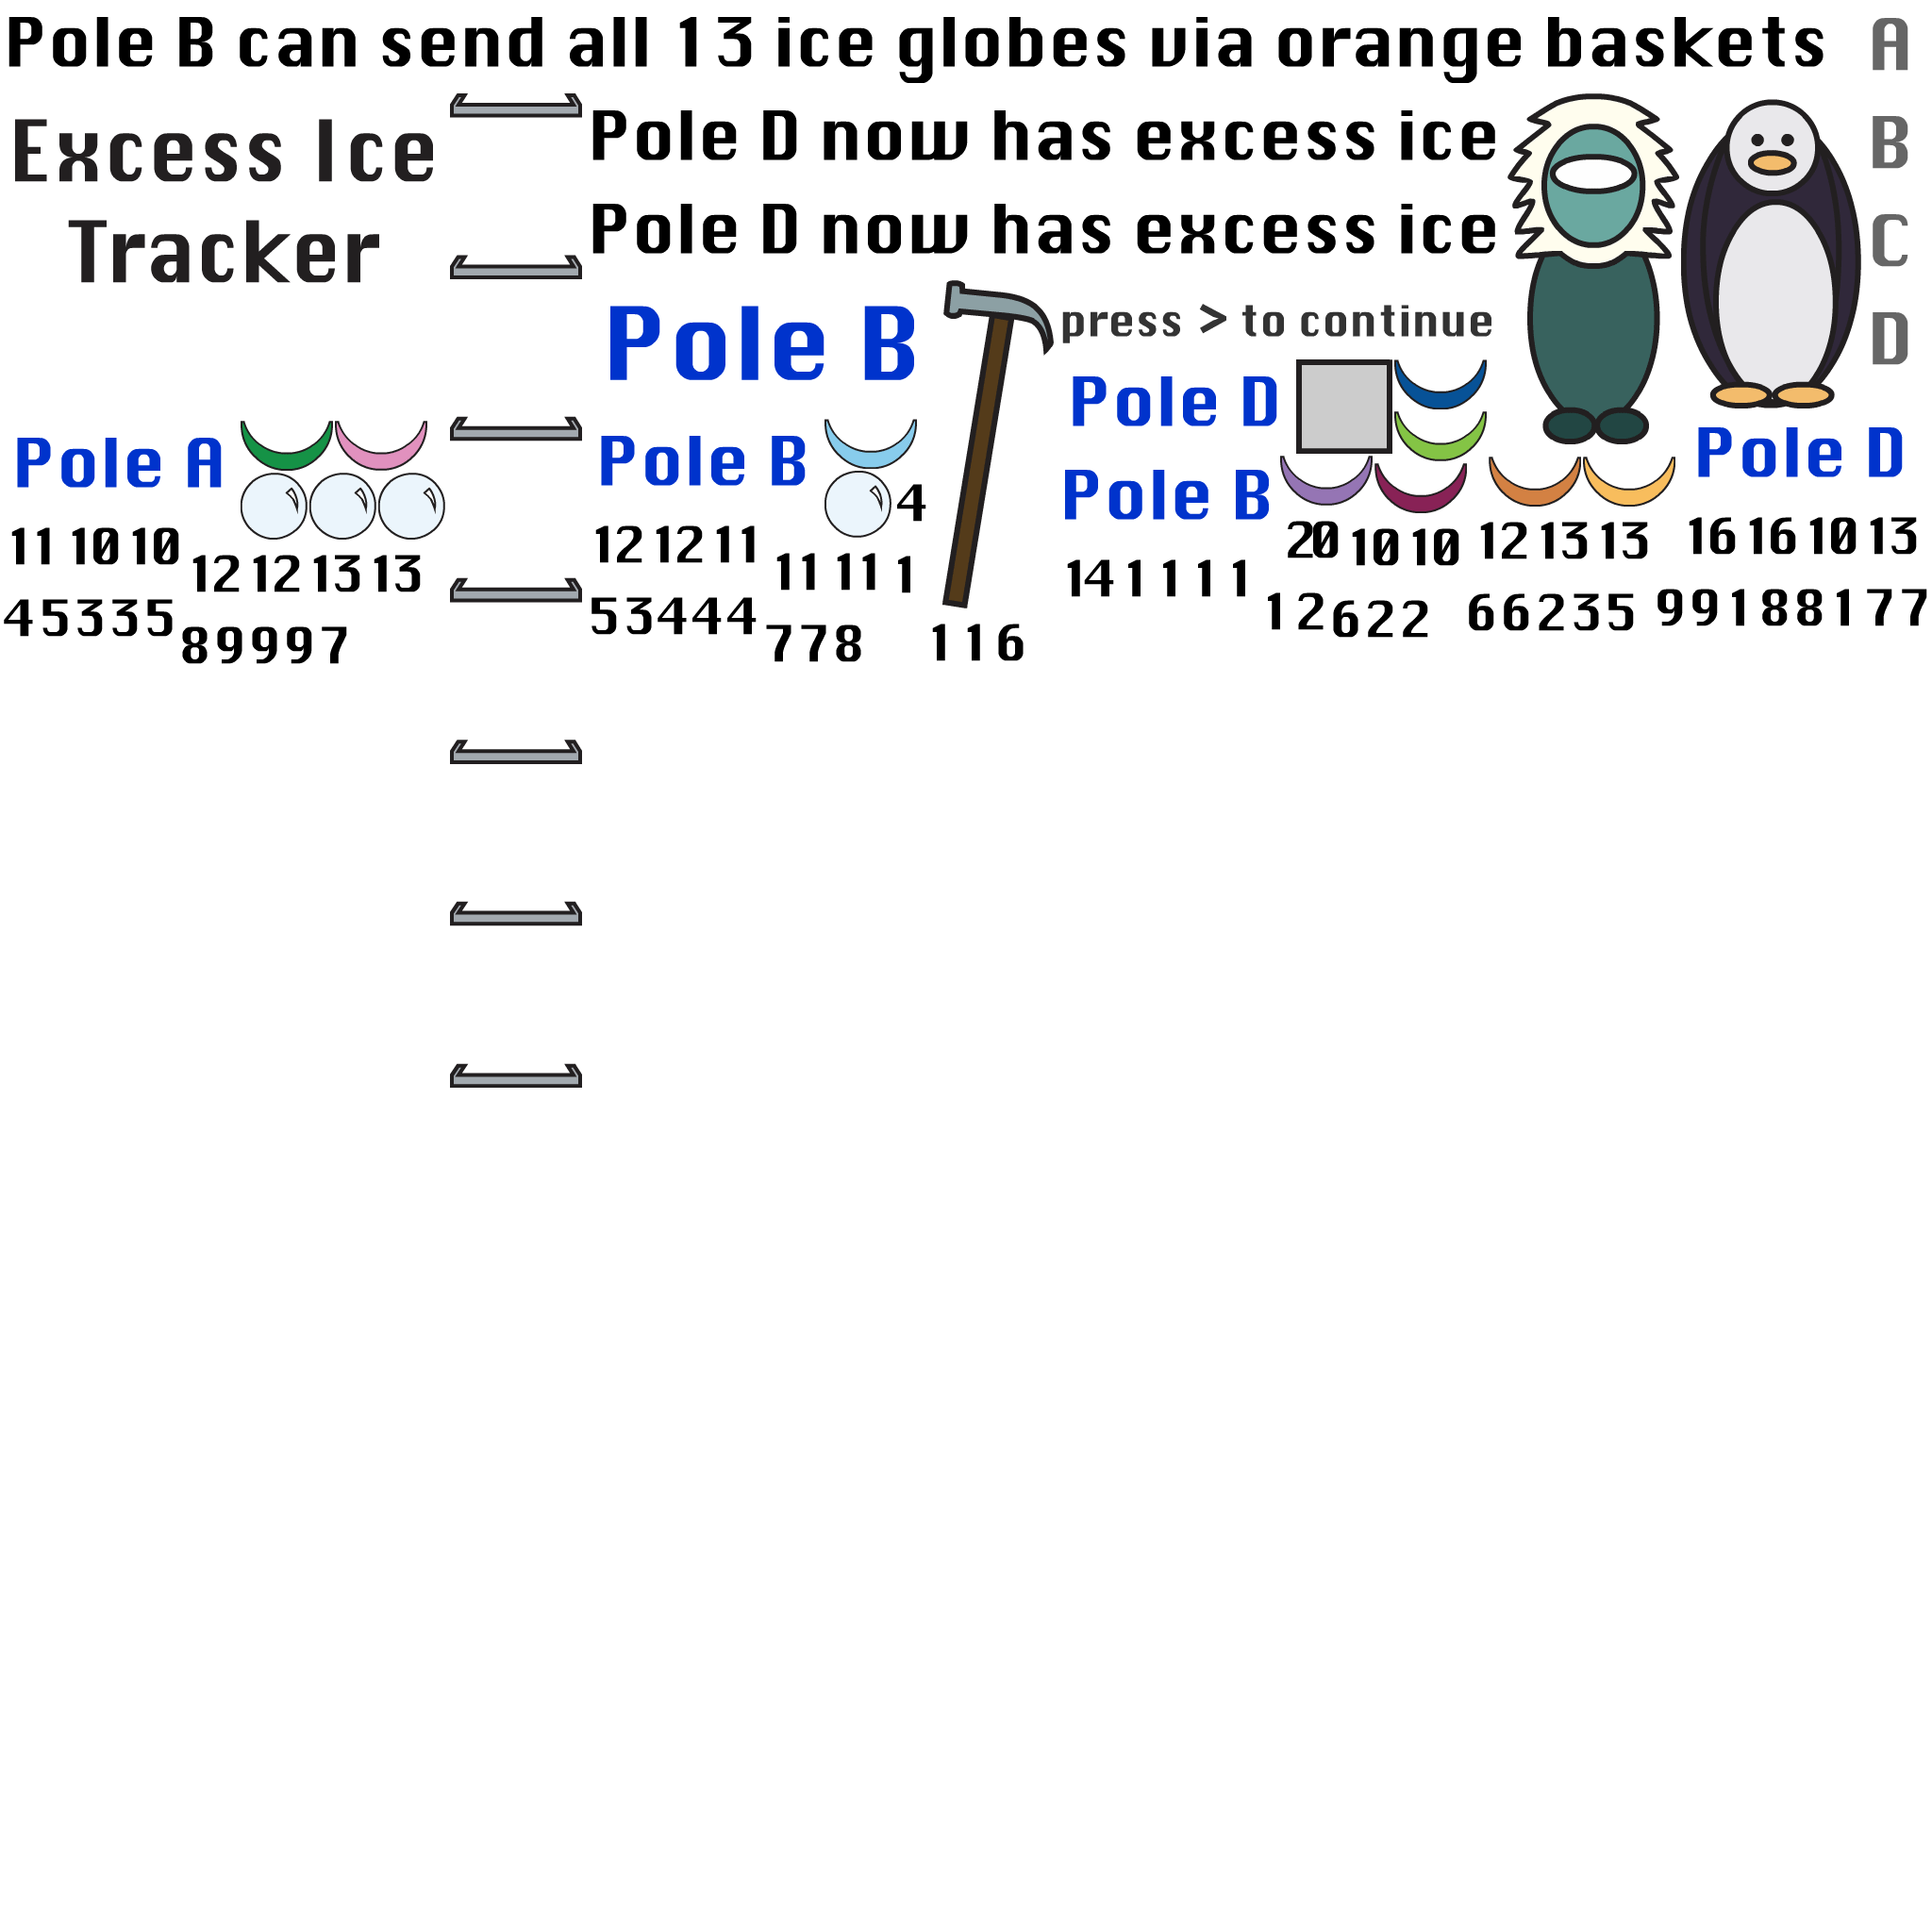 Pole B can send all 13 ice globes via orange baskets A
Excess Ice
Tracker
Pole D now has excess ice
Pole D now has excess ice
B
C
D
Pole B
press > to continue
Pole D
Pole A
Pole B
4
Pole B
Pole D
11 10 10
12 12 13 13
12 12 11
11 11 1
14 1 1 1 1
20 10 10
12 13 13
16 16 10 13
4 5 3 3 5
8 9 9 9 7
5 3 4 4 4
7 7 8
1 1 6
1 2 6 2 2
6 6 2 3 5
9 9 1 8 8 1 7 7